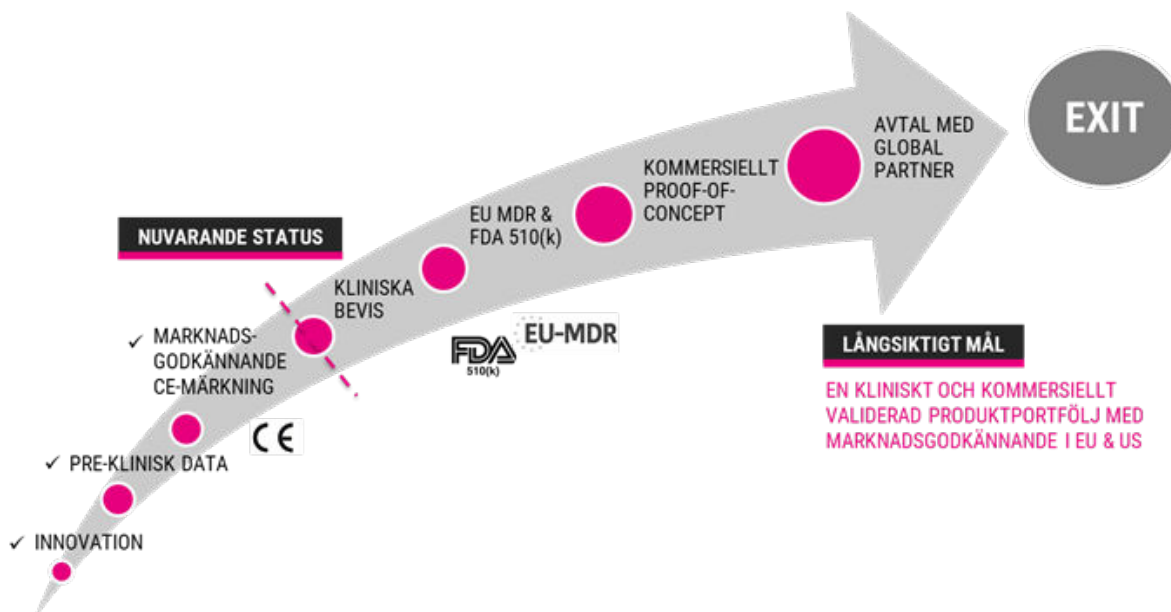 EXIT
AVTAL MED
GLOBAL
PARTNER
KOMMERSIELLT
PROOF-OF-
CONCEPT
EU MDR &
FDA 510(k)
NUVARANDE STATUS
KLINISKA
BEVIS
✓ MARKNADS-
GODKÄNNANDE
CE-MÄRKNING
FDA
510(k)
EU-MDR
LÅNGSIKTIGT MÅL
EN KLINISKT OCH KOMMERSIELLT
VALIDERAD PRODUKTPORTFÖLJ MED
MARKNADSGODKÄNNANDE I EU & US
CE
✓ PRE-KLINISK DATA
✓ INNOVATION